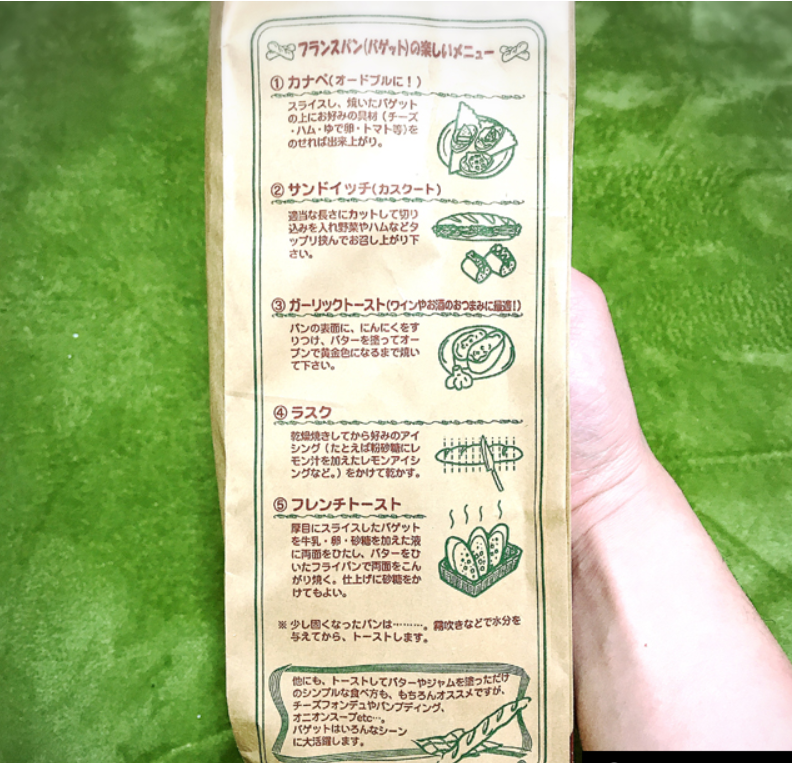 フランスパン(バゲット)の楽しいメニュー
① カナペ(オードブルに！)
スライスし、焼いたバゲット
の上にお好みの具材（チーズ
・ハム・ゆで卵・トマト等)を
のせれば出来上がり。
② サンドイッチ(カスクート)
適当な長さにカットして切り
込みを入れ野菜やハムなどタ
ップリ挟んでお召し上がり下
さい。
③ ガーリックトースト(ワインやお酒のおつまみに最適！)
パンの表面に、にんにくをす
りつけ、バターを塗ってオー
ブンで黄金色になるまで焼い
て下さい。
④ ラスク
乾燥焼きしてから好みのアイ
シング（たとえば粉砂糖にレ
モン汁を加えたレモンアイシ
ングなど。）をかけて乾かす。
⑤ フレンチトースト
厚目にスライスしたバゲット
を牛乳・卵・砂糖を加えた液
に両面をひたし、バターをひ
いたフライパンで両面をこん
がり焼く。仕上げに砂糖をか
けてもよい。
※ 少し固くなったパンは………。霧吹きなどで水分を
与えてから、トーストします。
他にも、トーストしてバターやジャムを塗っただけ
のシンプルな食べ方も、もちろんオススメですが、
チーズフォンデュやパンプディング、
オニオンスープetc…。
バゲットはいろんなシーン
に大活躍します。